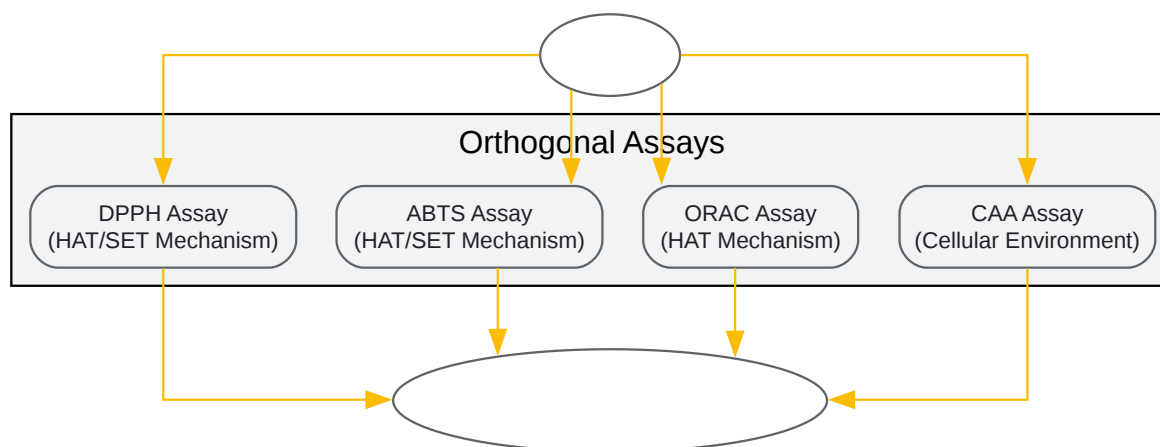 Orthogonal Assays
DPPH Assay
(HAT/SET Mechanism)
ABTS Assay
(HAT/SET Mechanism)
ORAC Assay
(HAT Mechanism)
CAA Assay
(Cellular Environment)